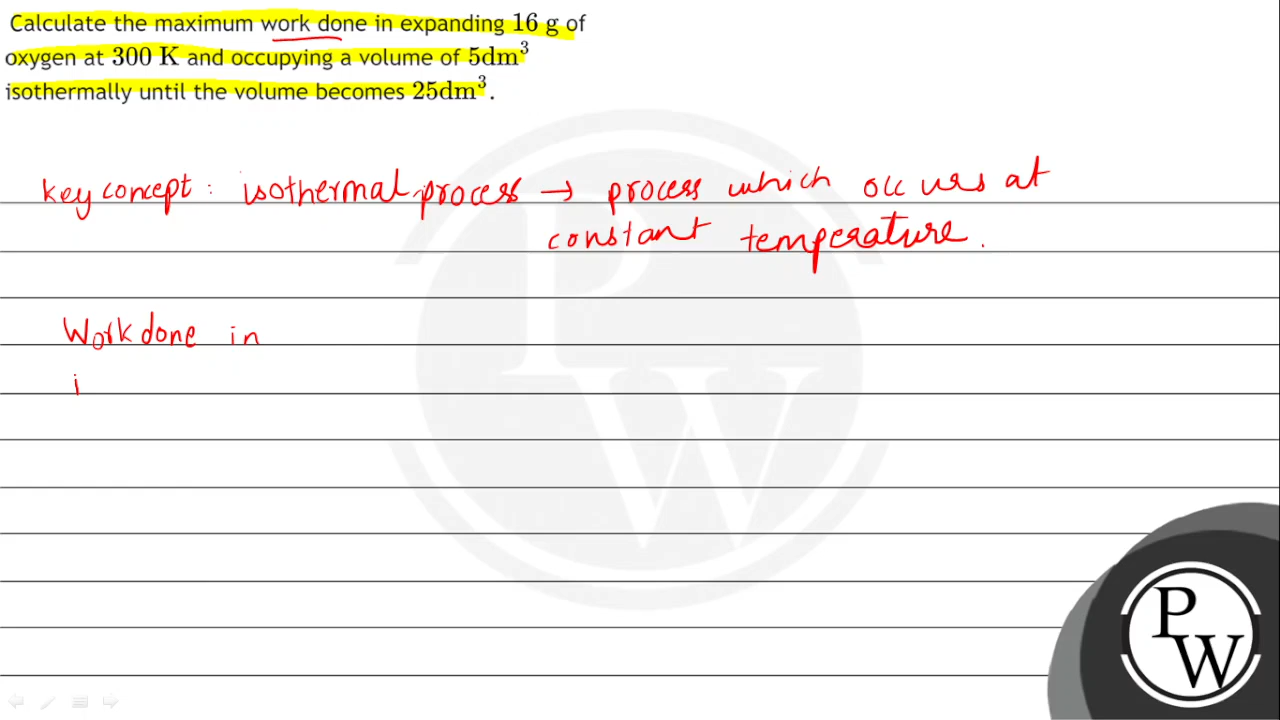 Calculate the maximum work done in expanding 16 g of
oxygen at 300 K and occupying a volume of 5dm³
isothermally until the volume becomes 25dm³.
key concept : isothermal process → process which occurs at
constant temperature.
Work done in
i
PW
PW